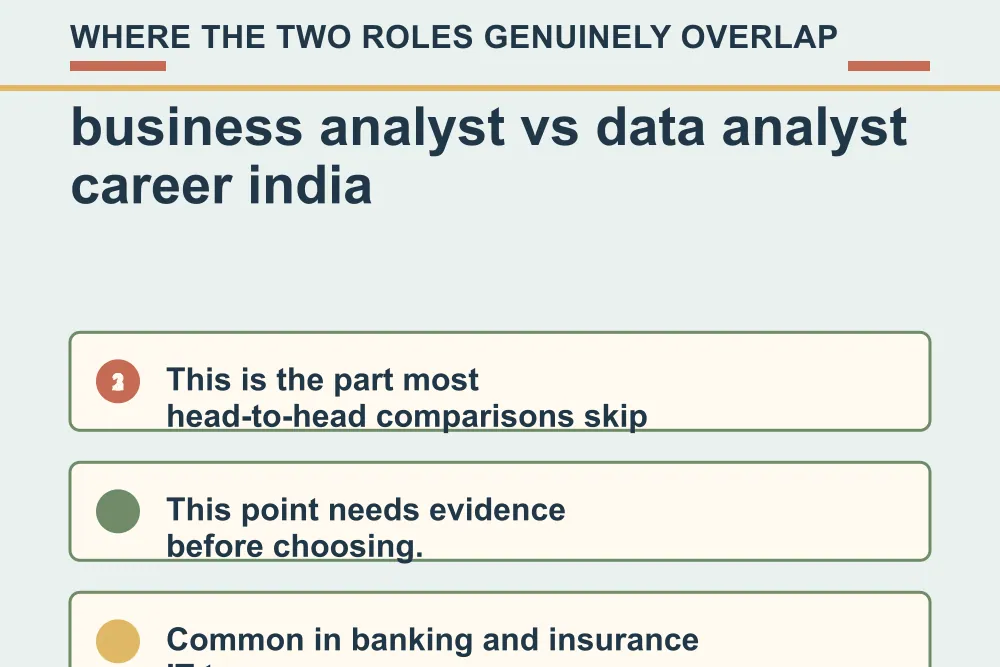 WHERE THE TWO ROLES GENUINELY OVERLAP
business analyst vs data analyst
career india
This is the part most
head-to-head comparisons skip
This point needs evidence
before choosing.
Common in banking and insurance